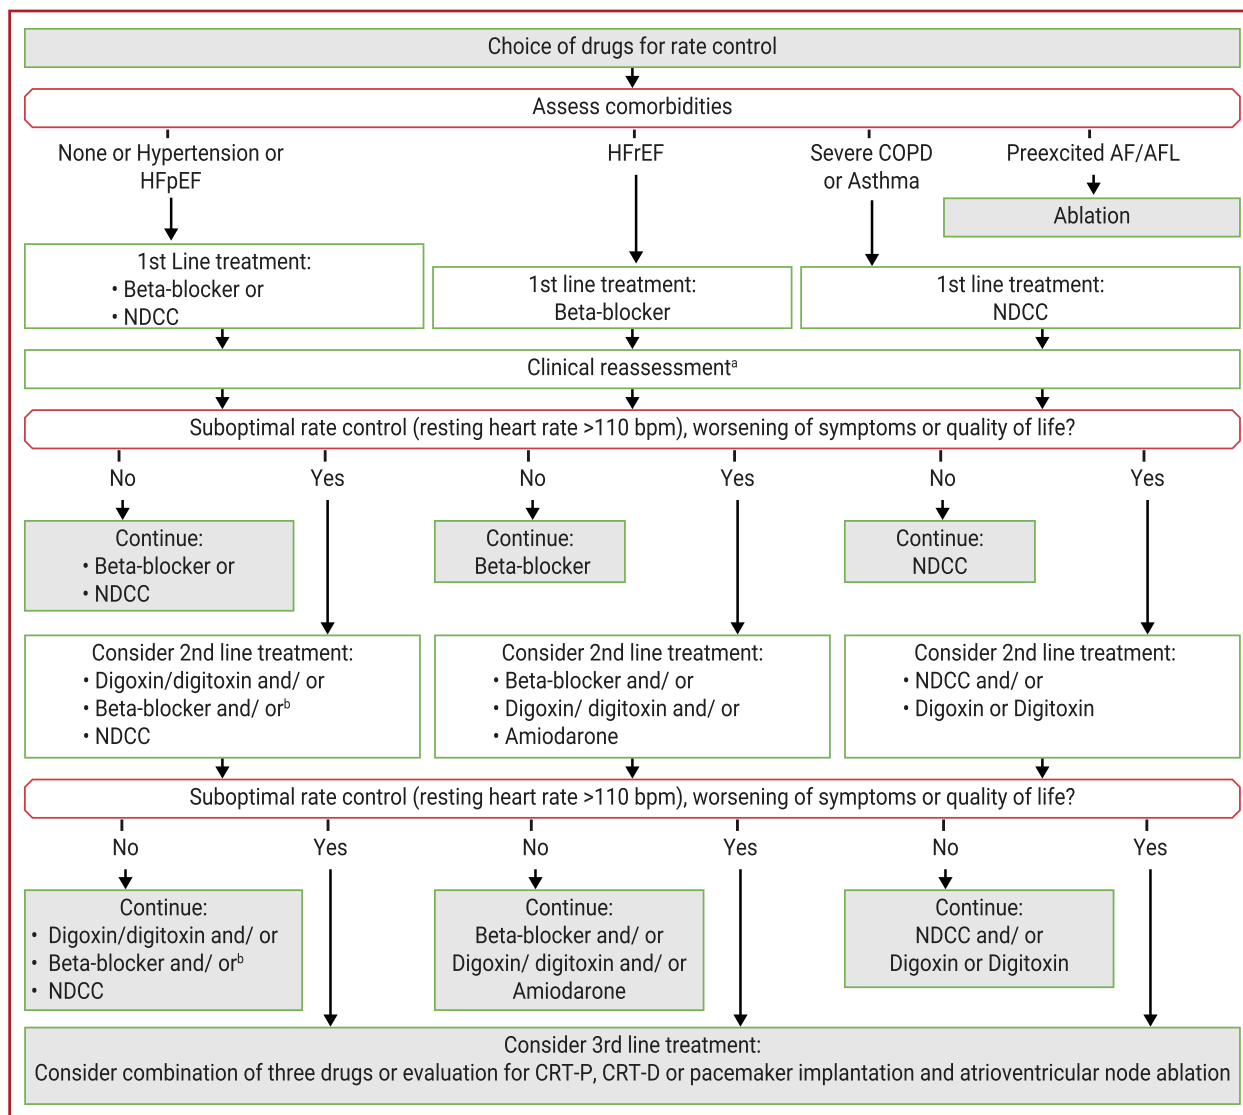 Choice of drugs for rate control
Assess comorbidities
None or Hypertension or
HFpEF
HFrEF
Severe COPD
or Asthma
Preexcited AF/AFL
Ablation
1st Line treatment:
• Beta-blocker or
• NDCC
1st line treatment:
Beta-blocker
1st line treatment:
NDCC
Clinical reassessmentᵃ
Suboptimal rate control (resting heart rate >110 bpm), worsening of symptoms or quality of life?
No
Yes
No
Yes
No
Yes
Continue:
• Beta-blocker or
• NDCC
Continue:
Beta-blocker
Continue:
NDCC
Consider 2nd line treatment:
• Digoxin/digitoxin and/ or
• Beta-blocker and/ orᵇ
• NDCC
Consider 2nd line treatment:
• Beta-blocker and/ or
• Digoxin/ digitoxin and/ or
• Amiodarone
Consider 2nd line treatment:
• NDCC and/ or
• Digoxin or Digitoxin
Suboptimal rate control (resting heart rate >110 bpm), worsening of symptoms or quality of life?
No
Yes
No
Yes
No
Yes
Continue:
• Digoxin/digitoxin and/ or
• Beta-blocker and/ orᵇ
• NDCC
Continue:
Beta-blocker and/ or
Digoxin/ digitoxin and/ or
Amiodarone
Continue:
NDCC and/ or
Digoxin or Digitoxin
Consider 3rd line treatment:
Consider combination of three drugs or evaluation for CRT-P, CRT-D or pacemaker implantation and atrioventricular node ablation